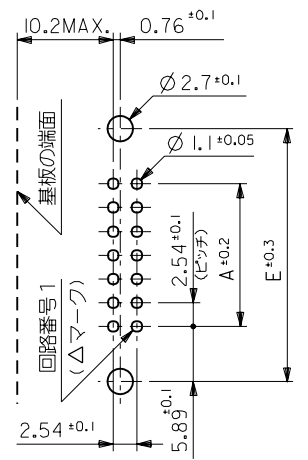 10.2MAX.
0.76 ±0.1
Ø2.7±0.1
Ø1.1±0.05
基板の端面
2.54±0.1
(ピッチ)
A±0.2
E±0.3
回路番号1
(△マーク)
2.54 ±0.1
5.89±0.1